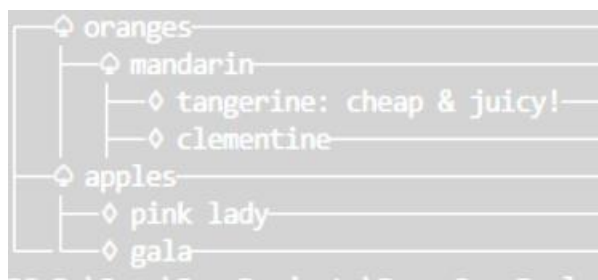 oranges
mandarin
tangerine: cheap & juicy!
clementine
apples
pink lady
gala